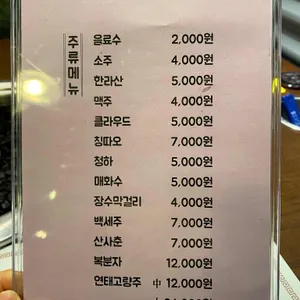 주류메뉴
음료수 2,000원
소주 4,000원
한라산 5,000원
맥주 4,000원
클라우드 5,000원
칭따오 7,000원
청하 5,000원
매화수 5,000원
장수막걸리 4,000원
백세주 7,000원
산사춘 7,000원
복분자 12,000원
연태고량주 中 12,000원